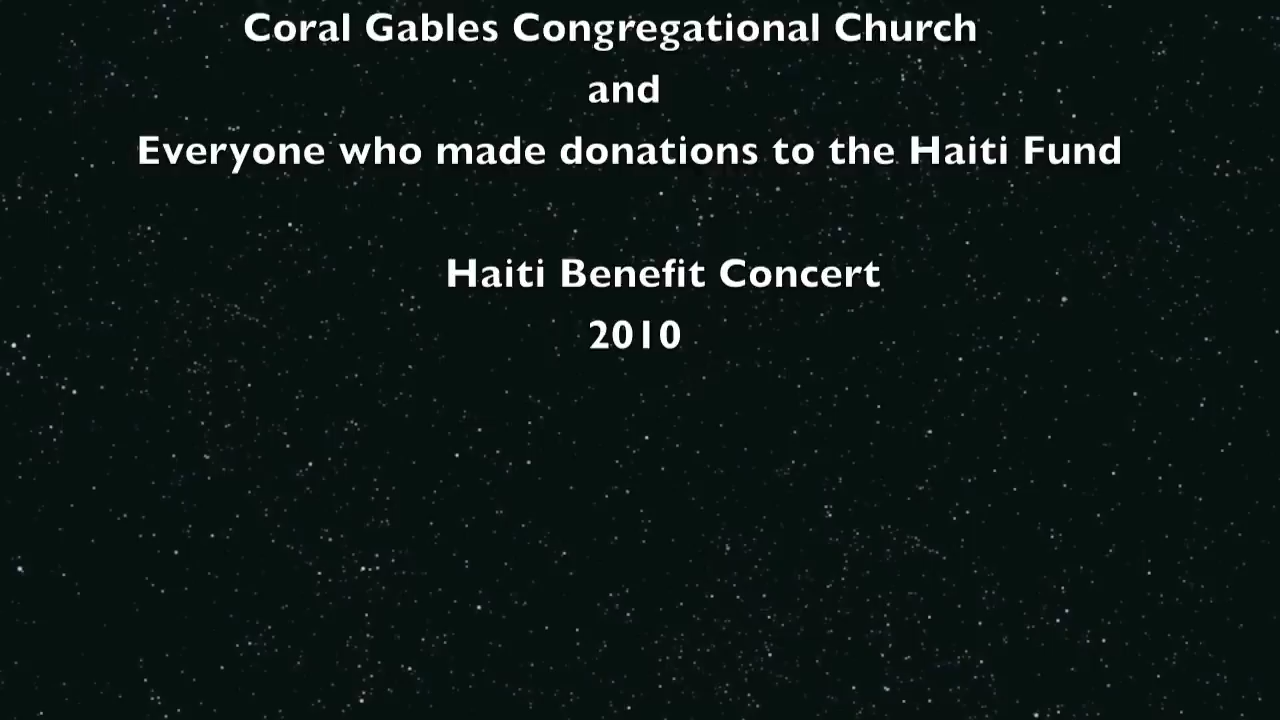 Coral Gables Congregational Church
and
Everyone who made donations to the Haiti Fund
Haiti Benefit Concert
2010